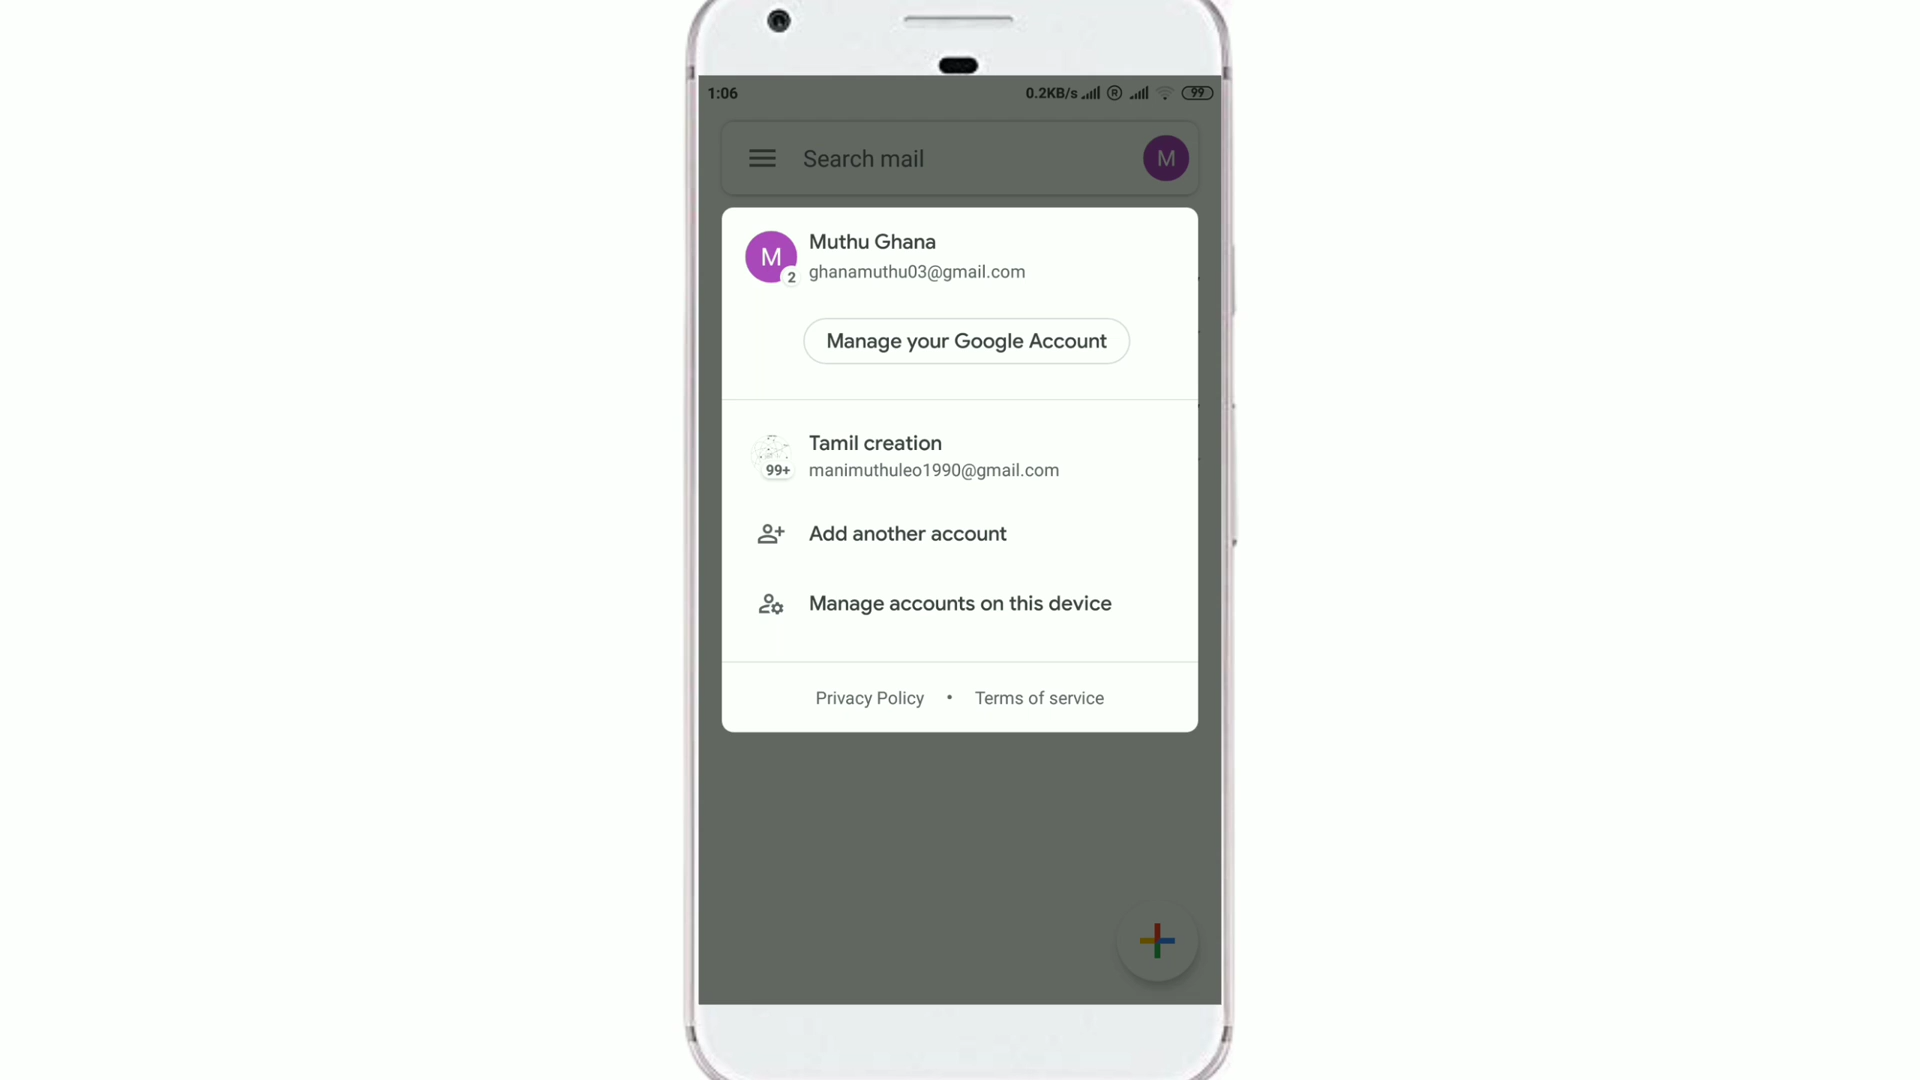 1:06 0.2KB/s R 99
Search mail M
M 2 Muthu Ghana
ghanamuthu03@gmail.com
Manage your Google Account
Tamil creation
99+ manimuthuleo1990@gmail.com
Add another account
Manage accounts on this device
Privacy Policy • Terms of service